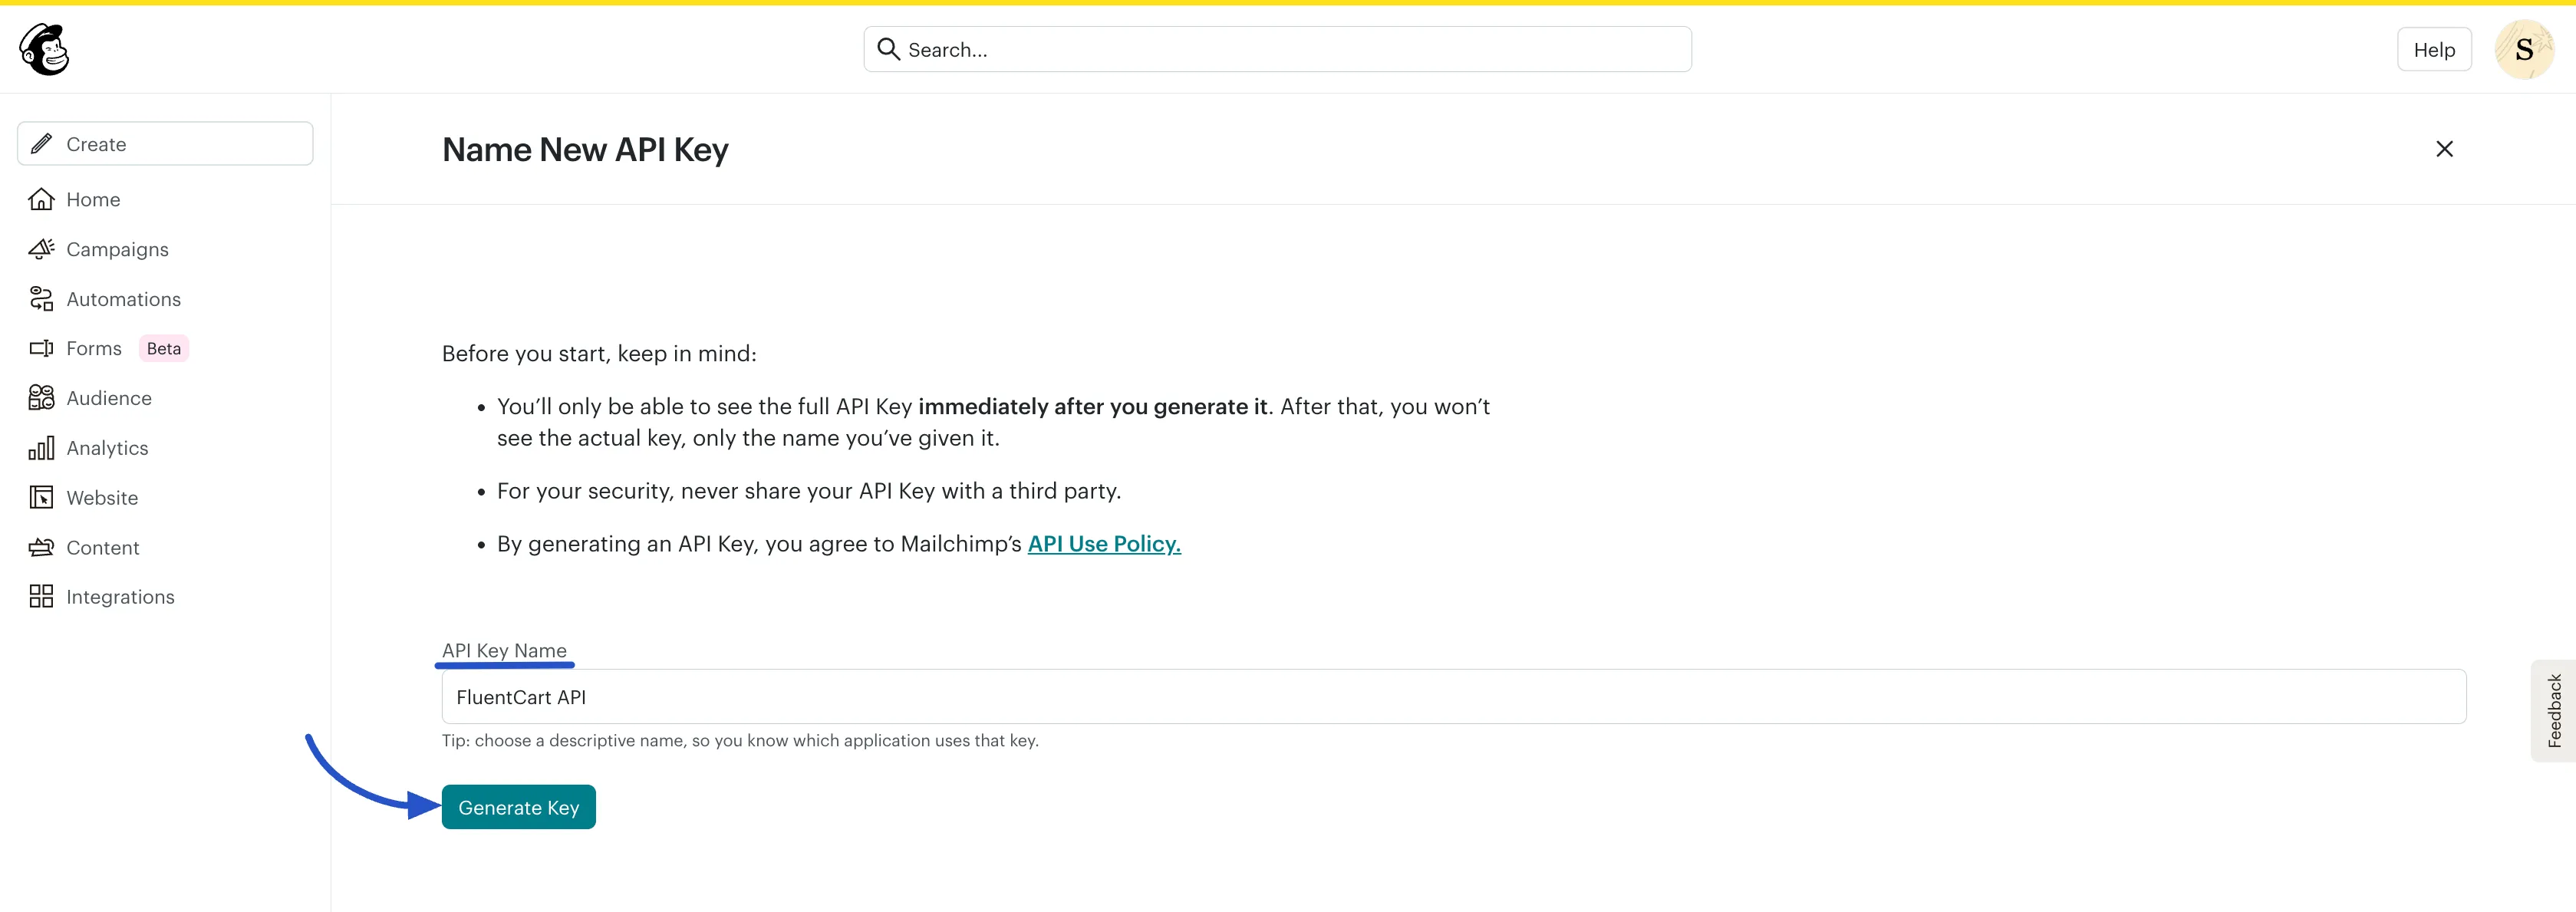 Search...
Help
S
Create
Home
Campaigns
Automations
Forms Beta
Audience
Analytics
Website
Content
Integrations
Name New API Key
Before you start, keep in mind:
• You’ll only be able to see the full API Key immediately after you generate it. After that, you won’t
see the actual key, only the name you’ve given it.
• For your security, never share your API Key with a third party.
• By generating an API Key, you agree to Mailchimp’s API Use Policy.
API Key Name
FluentCart API
Tip: choose a descriptive name, so you know which application uses that key.
Generate Key
Feedback